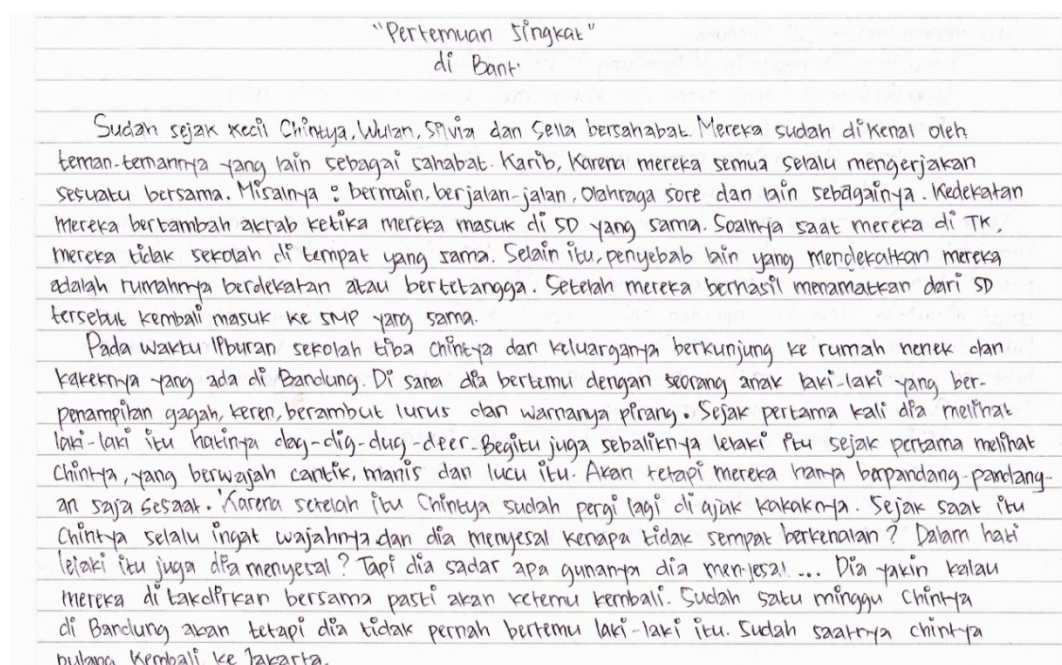 "Pertemuan Singkat"
di Bank
Sudah sejak kecil Chintya, Wulan, Silvia dan Sella bersahabat. Mereka sudah dikenal oleh
teman-temannya yang lain sebagai sahabat. Karib, Karena mereka semua selalu mengerjakan
sesuatu bersama. Misalnya : bermain, berjalan-jalan, Olahraga sore dan lain sebagainya. Kedekatan
mereka bertambah akrab ketika mereka masuk di SD yang sama. Soalnya saat mereka di TK,
mereka tidak sekolah di tempat yang sama. Selain itu, penyebab lain yang mendekatkan mereka
adalah rumahnya berdekatan atau bertetangga. Setelah mereka berhasil menamatkan dari SD
tersebut kembali masuk ke SMP yang sama.
Pada waktu liburan sekolah tiba Chintya dan keluarganya berkunjung ke rumah nenek dan
kakeknya yang ada di Bandung. Di sana dia bertemu dengan seorang anak laki-laki yang ber-
penampilan gagah, keren, berambut lurus dan warnanya pirang. Sejak pertama kali dia melihat
laki-laki itu hatinya dag-dig-dug-deer. Begitu juga sebaliknya lelaki itu sejak pertama melihat
Chintya, yang berwajah cantik, manis dan lucu itu. Akan tetapi mereka hanya berpandang-pandang-
an saja sesaat. Karena setelah itu Chintya sudah pergi lagi di ajak kakaknya. Sejak saat itu
Chintya selalu ingat wajahnya dan dia menyesal kenapa tidak sempat berkenalan? Dalam hati
lelaki itu juga dia menyesal? Tapi dia sadar apa gunanya dia menyesal ... Dia yakin kalau
mereka di takdirkan bersama pasti akan ketemu kembali. Sudah satu minggu Chintya
di Bandung akan tetapi dia tidak pernah bertemu laki-laki itu. Sudah saatnya chintya
pulang kembali ke Jakarta.